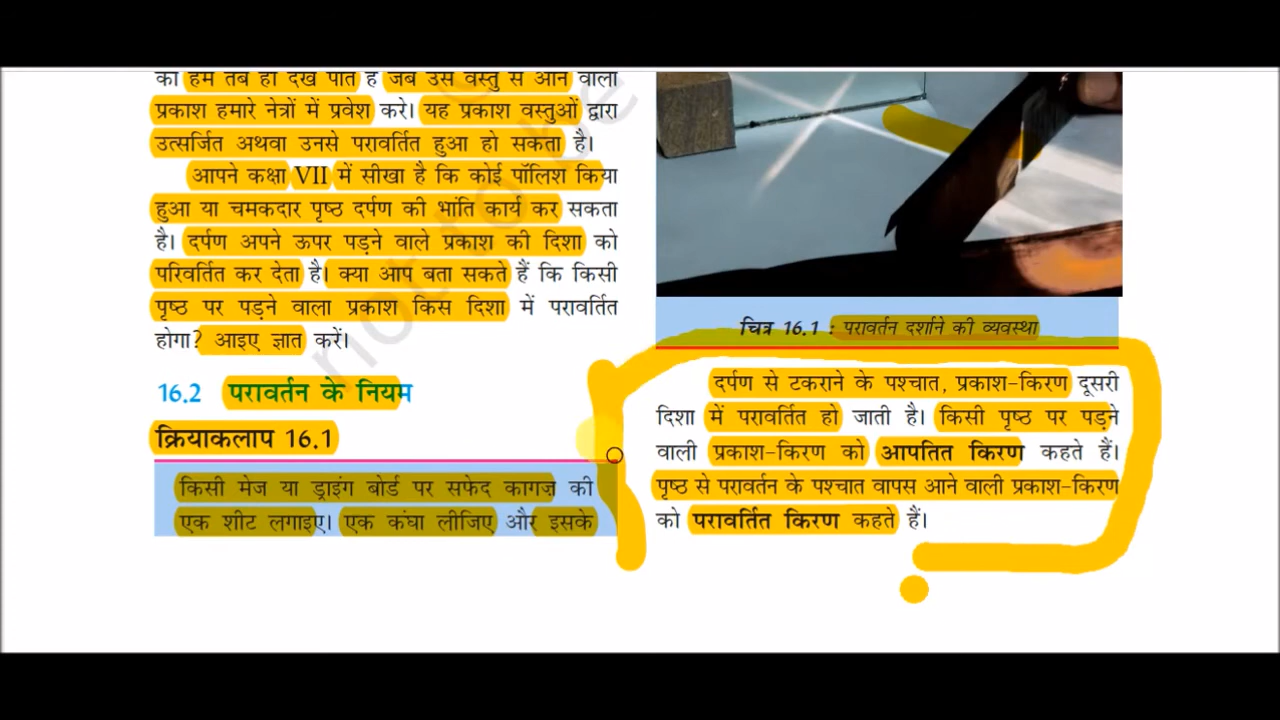 को हम तब ही देख पाते हैं जब उस वस्तु से आने वाला
प्रकाश हमारे नेत्रों में प्रवेश करे। यह प्रकाश वस्तुओं द्वारा
उत्सर्जित अथवा उनसे परावर्तित हुआ हो सकता है।
आपने कक्षा VII में सीखा है कि कोई पॉलिश किया
हुआ या चमकदार पृष्ठ दर्पण की भांति कार्य कर सकता
है। दर्पण अपने ऊपर पड़ने वाले प्रकाश की दिशा को
परिवर्तित कर देता है। क्या आप बता सकते हैं कि किसी
पृष्ठ पर पड़ने वाला प्रकाश किस दिशा में परावर्तित
होगा? आइए ज्ञात करें।
16.2 परावर्तन के नियम
क्रियाकलाप 16.1
किसी मेज या ड्राइंग बोर्ड पर सफेद कागज़ की
एक शीट लगाइए। एक कंघा लीजिए और इसके
चित्र 16.1 : परावर्तन दर्शाने की व्यवस्था
दर्पण से टकराने के पश्चात, प्रकाश-किरण दूसरी
दिशा में परावर्तित हो जाती है। किसी पृष्ठ पर पड़ने
वाली प्रकाश-किरण को आपतित किरण कहते हैं।
पृष्ठ से परावर्तन के पश्चात वापस आने वाली प्रकाश-किरण
को परावर्तित किरण कहते हैं।
not to be